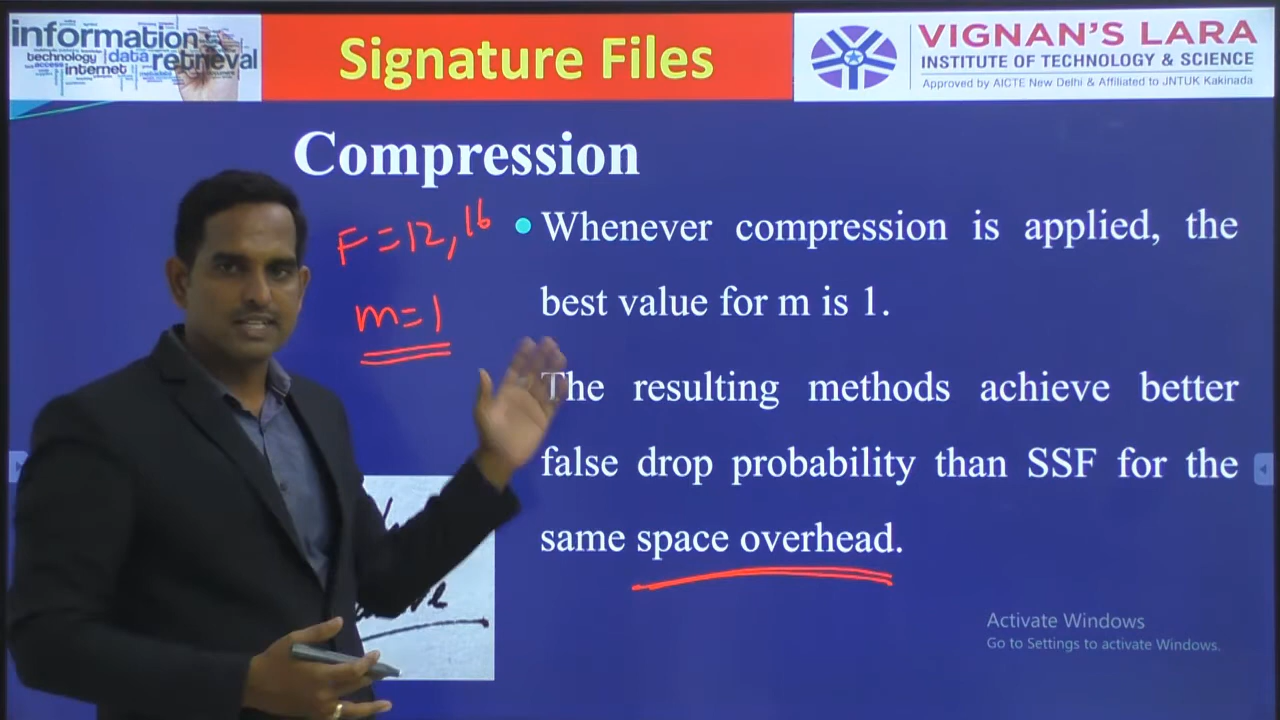 information
technology data retrieval
internet
access
Signature Files
VIGNAN'S LARA
INSTITUTE OF TECHNOLOGY & SCIENCE
Approved by AICTE New Delhi & Affiliated to JNTUK Kakinada
Compression
F = 12, 16
m = 1
Whenever compression is applied, the
best value for m is 1.
The resulting methods achieve better
false drop probability than SSF for the
same space overhead.
Activate Windows
Go to Settings to activate Windows.